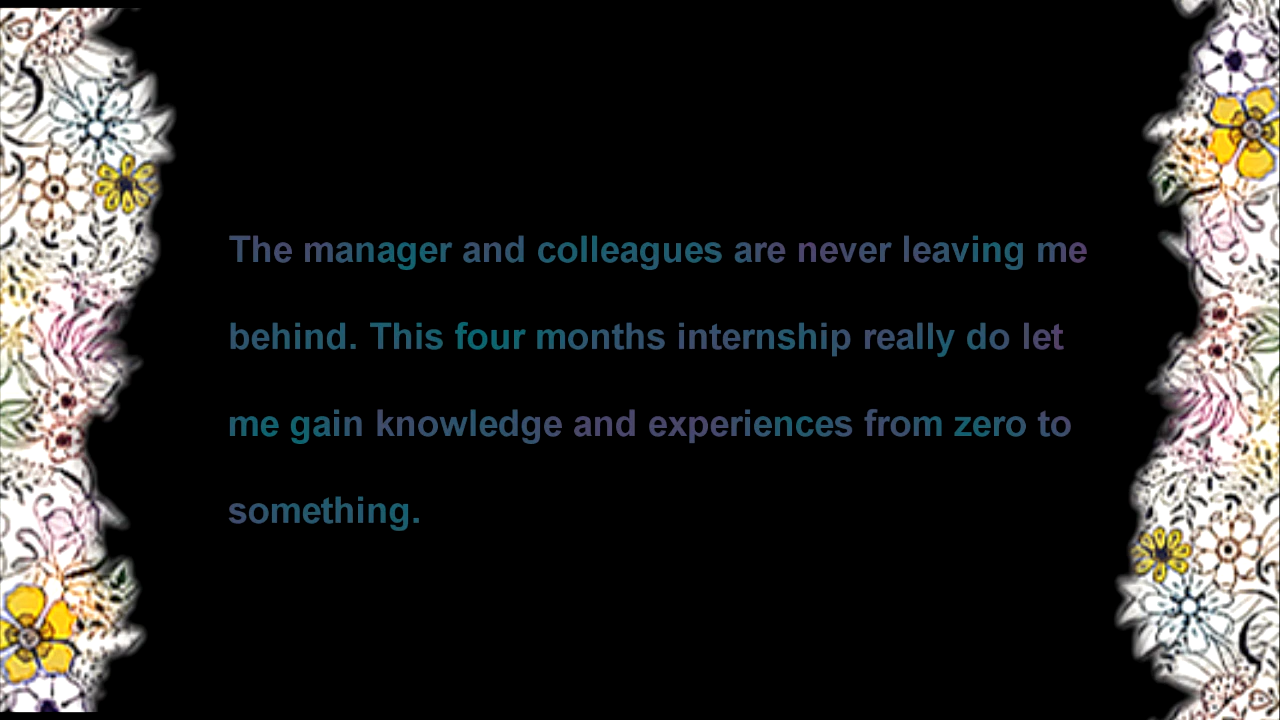 The manager and colleagues are never leaving me
behind. This four months internship really do let
me gain knowledge and experiences from zero to
something.